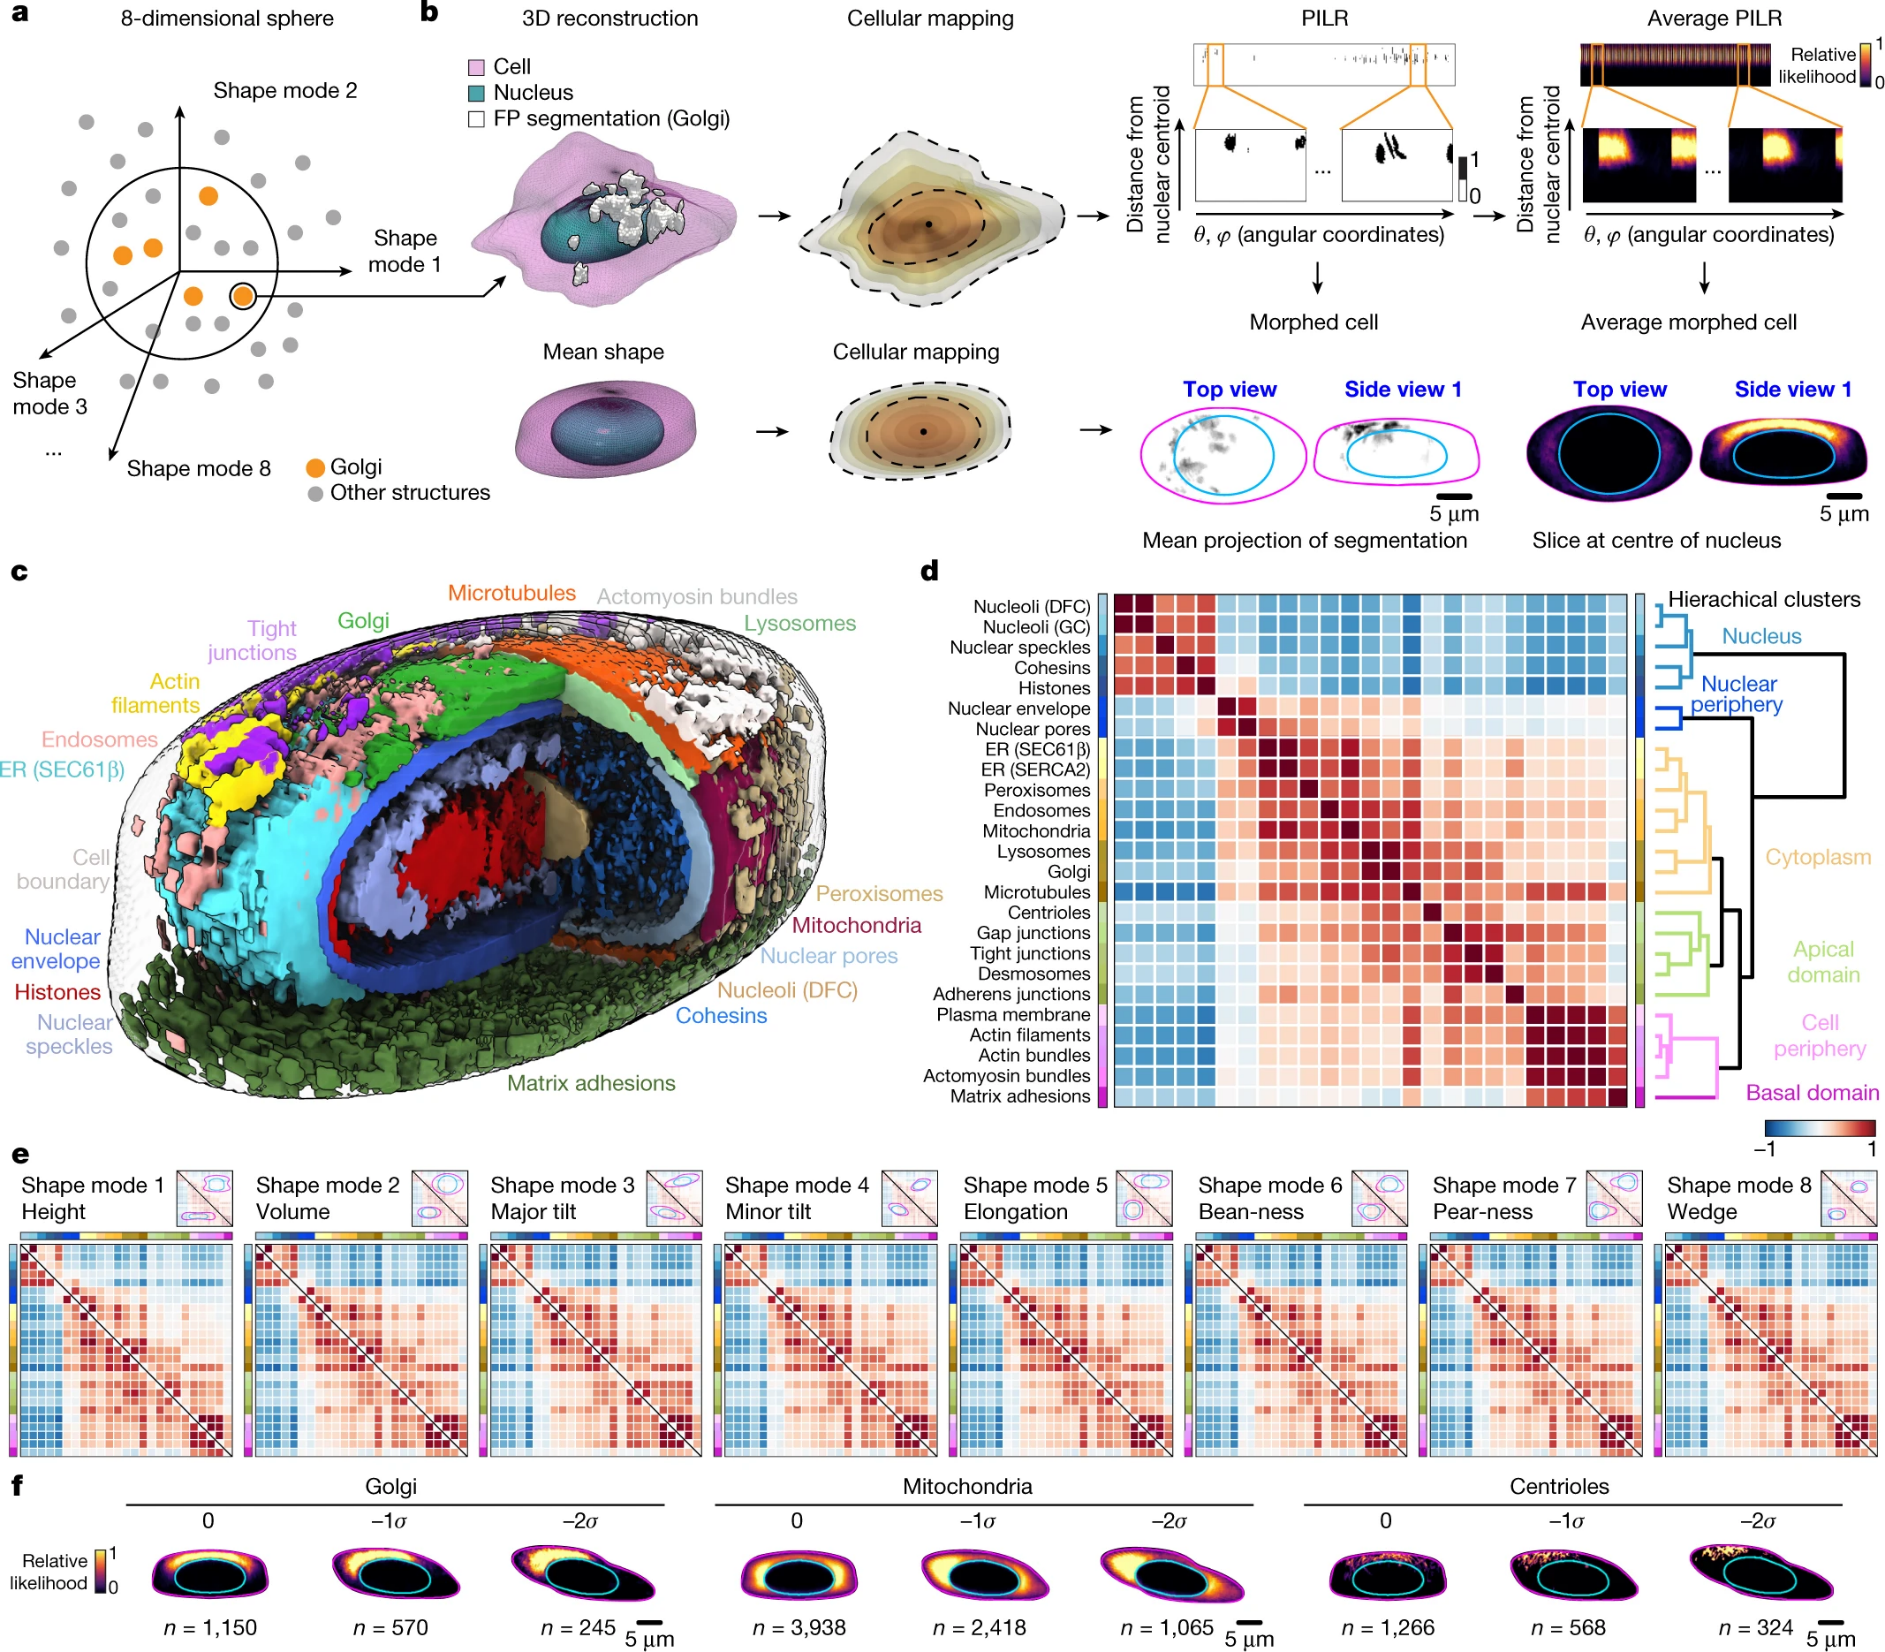 a
8-dimensional sphere
Shape mode 2
Shape
mode 1
Shape
mode 3
...
Shape mode 8
Golgi
Other structures
b
3D reconstruction
Cellular mapping
PILR
Average PILR
Cell
Nucleus
FP segmentation (Golgi)
Relative
likelihood
1
0
Distance from
nuclear centroid
...
1
0
θ, φ (angular coordinates)
Distance from
nuclear centroid
...
θ, φ (angular coordinates)
Mean shape
Cellular mapping
Morphed cell
Average morphed cell
Top view
Side view 1
Top view
Side view 1
5 µm
5 µm
Mean projection of segmentation
Slice at centre of nucleus
c
Microtubules
Actomyosin bundles
Golgi
Lysosomes
Tight
junctions
Actin
filaments
Endosomes
ER (SEC61β)
Cell
boundary
Peroxisomes
Mitochondria
Nuclear
envelope
Nuclear pores
Histones
Nucleoli (DFC)
Nuclear
speckles
Cohesins
Matrix adhesions
d
Nucleoli (DFC)
Nucleoli (GC)
Nuclear speckles
Cohesins
Histones
Nuclear envelope
Nuclear pores
ER (SEC61β)
ER (SERCA2)
Peroxisomes
Endosomes
Mitochondria
Lysosomes
Golgi
Microtubules
Centrioles
Gap junctions
Tight junctions
Desmosomes
Adherens junctions
Plasma membrane
Actin filaments
Actin bundles
Actomyosin bundles
Matrix adhesions
Hierachical clusters
Nucleus
Nuclear
periphery
Cytoplasm
Apical
domain
Cell
periphery
Basal domain
−1
1
e
Shape mode 1
Height
Shape mode 2
Volume
Shape mode 3
Major tilt
Shape mode 4
Minor tilt
Shape mode 5
Elongation
Shape mode 6
Bean-ness
Shape mode 7
Pear-ness
Shape mode 8
Wedge
f
Golgi
Mitochondria
Centrioles
0
−1σ
−2σ
0
−1σ
−2σ
0
−1σ
−2σ
Relative
likelihood
1
0
n = 1,150
n = 570
n = 245
5 µm
n = 3,938
n = 2,418
n = 1,065
5 µm
n = 1,266
n = 568
n = 324
5 µm